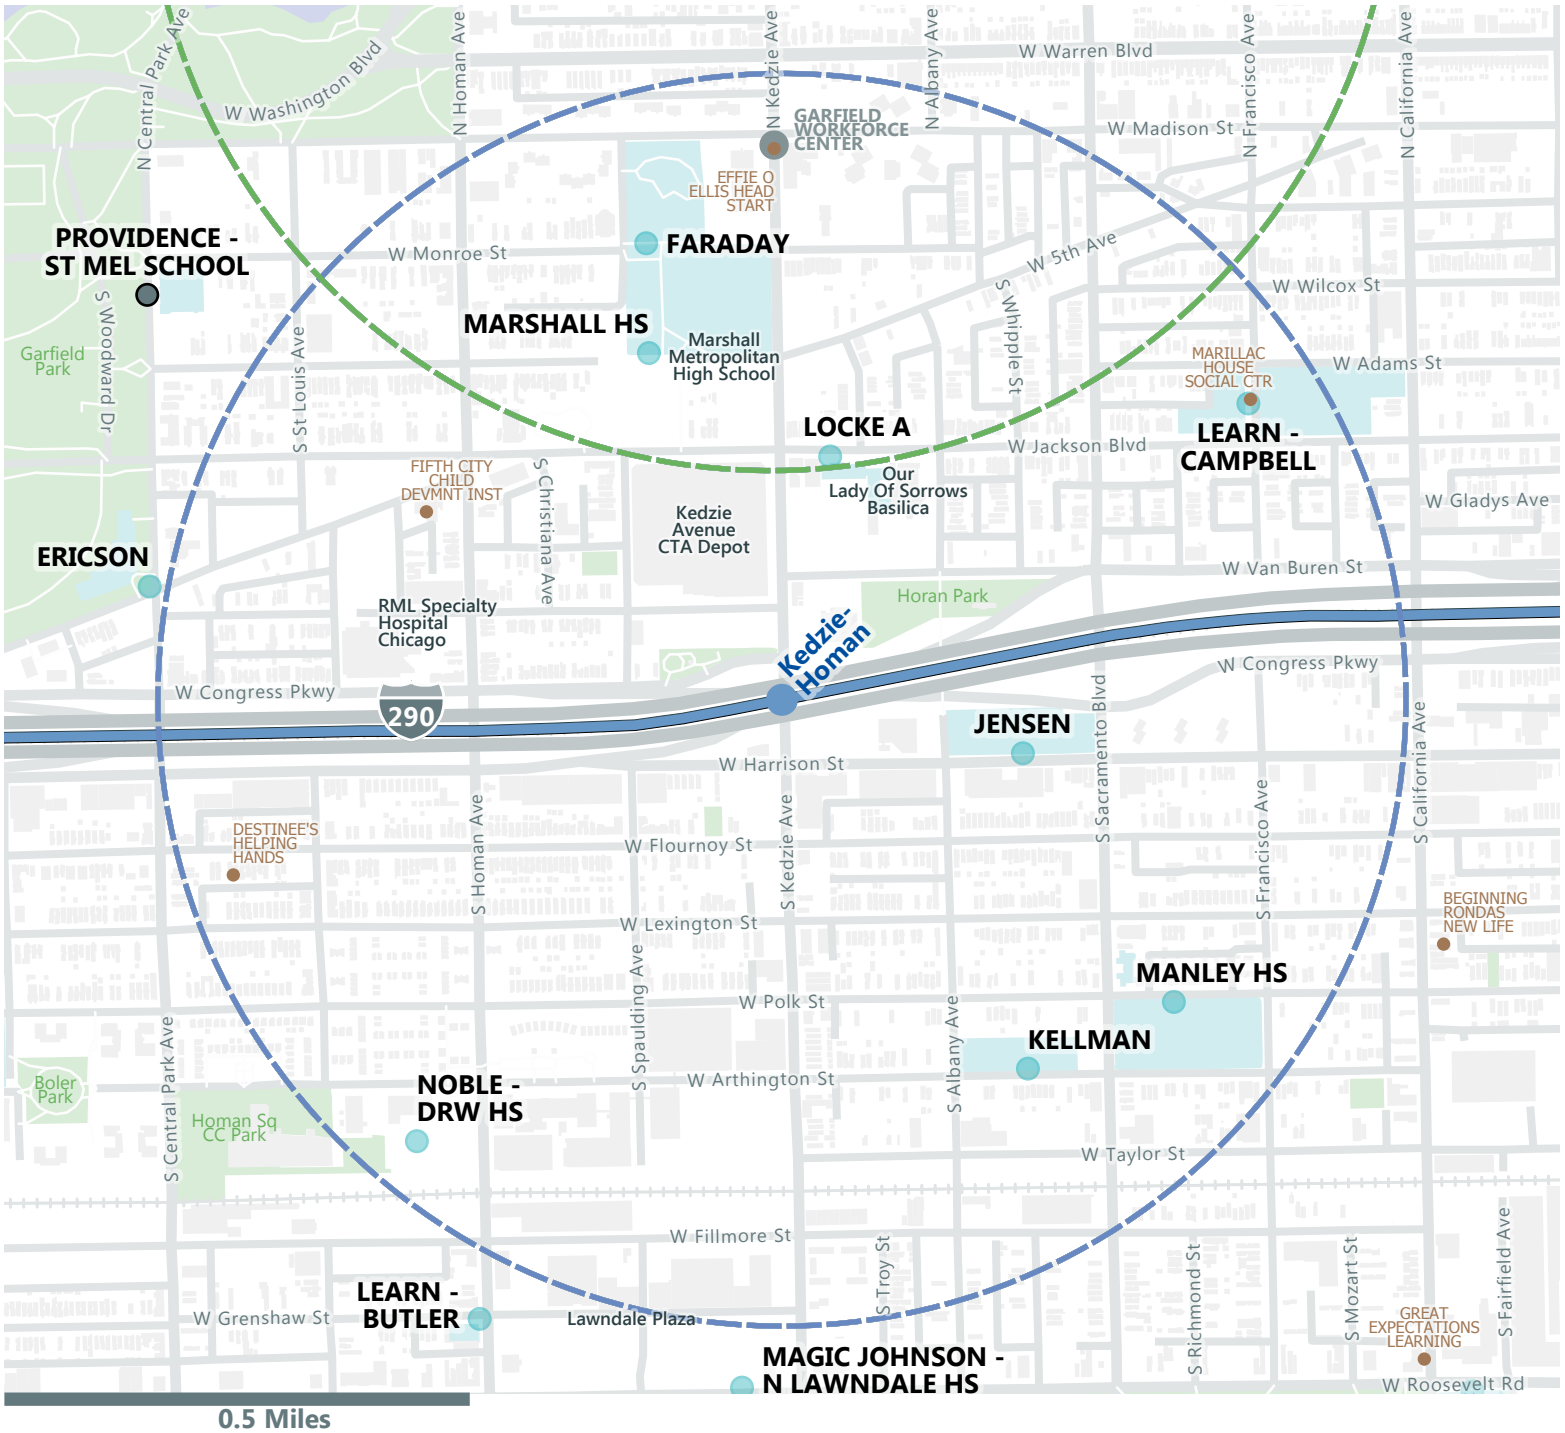 N Central Park Ave
W Washington Blvd
N Homan Ave
N Kedzie Ave
N Albany Ave
W Warren Blvd
N Francisco Ave
N California Ave
W Madison St
GARFIELD
WORKFORCE
CENTER
EFFIE O
ELLIS HEAD
START
PROVIDENCE -
ST MEL SCHOOL
W Monroe St
FARADAY
W 5th Ave
W Wilcox St
S Woodward Dr
S St Louis Ave
MARSHALL HS
Marshall
Metropolitan
High School
S Whipple St
Garfield
Park
MARILLAC
HOUSE
SOCIAL CTR
W Adams St
LOCKE A
W Jackson Blvd
LEARN -
CAMPBELL
FIFTH CITY
CHILD
DEVMNT INST
S Christiana Ave
Our
Lady Of Sorrows
Basilica
W Gladys Ave
Kedzie
Avenue
CTA Depot
ERICSON
W Van Buren St
Horan Park
RML Specialty
Hospital
Chicago
Kedzie-
Homan
W Congress Pkwy
W Congress Pkwy
290
JENSEN
S Sacramento Blvd
S California Ave
W Harrison St
DESTINEE'S
HELPING
HANDS
S Homan Ave
W Flournoy St
S Kedzie Ave
S Francisco Ave
BEGINNING
RONDAS
NEW LIFE
W Lexington St
S Spaulding Ave
MANLEY HS
W Polk St
S Albany Ave
KELLMAN
S Central Park Ave
Boler
Park
W Arthington St
NOBLE -
DRW HS
Homan Sq
CC Park
W Taylor St
W Fillmore St
S Troy St
S Richmond St
S Mozart St
S Fairfield Ave
LEARN -
BUTLER
W Grenshaw St
Lawndale Plaza
GREAT
EXPECTATIONS
LEARNING
MAGIC JOHNSON -
N LAWNDALE HS
W Roosevelt Rd
0.5 Miles